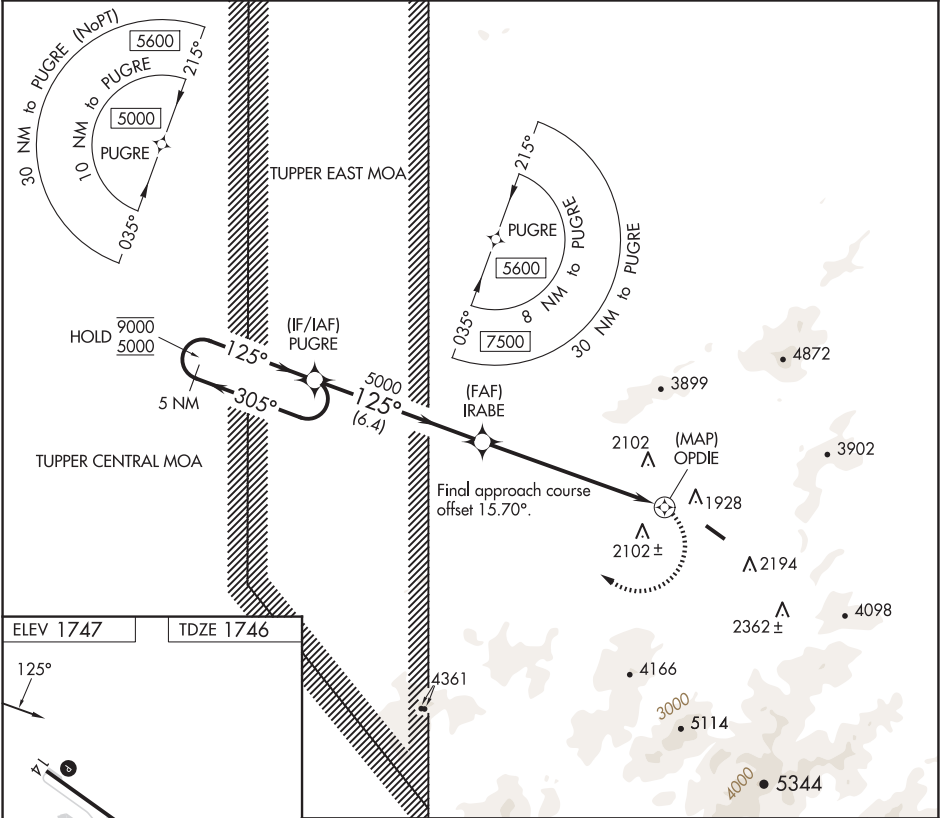 30 NM to PUGRE (NoPT)
5600
215°
10 NM to PUGRE
5000
PUGRE
035°
TUPPER EAST MOA
215°
PUGRE
5600
8 NM to PUGRE
30 NM to PUGRE
035°
7500
HOLD
9000
5000
125°
305°
5 NM
(IF/IAF)
PUGRE
5000
125°
(6.4)
(FAF)
IRABE
TUPPER CENTRAL MOA
Final approach course
offset 15.70°.
4872
3899
3902
2102
(MAP)
OPDIE
1928
2102 ±
2194
2362 ±
4098
4166
4361
3000
5114
4000
5344
ELEV 1747
TDZE 1746
125°
14
P